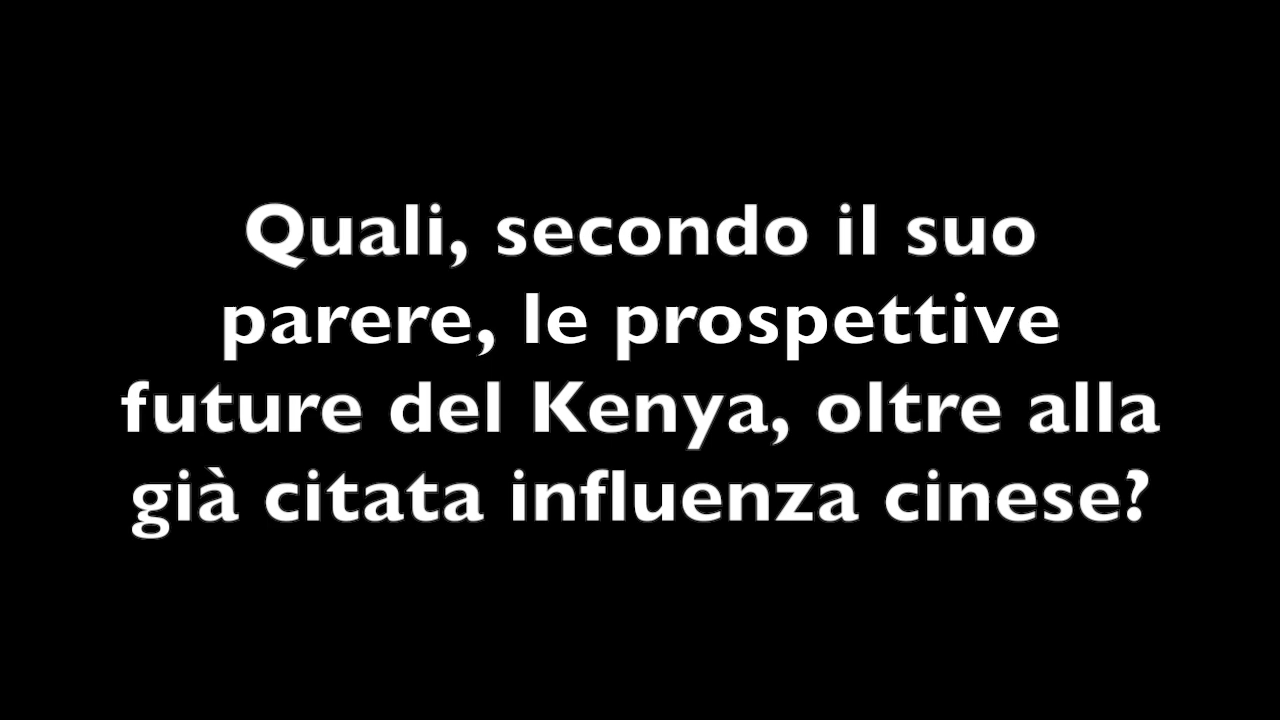 Quali, secondo il suo
parere, le prospettive
future del Kenya, oltre alla
già citata influenza cinese?